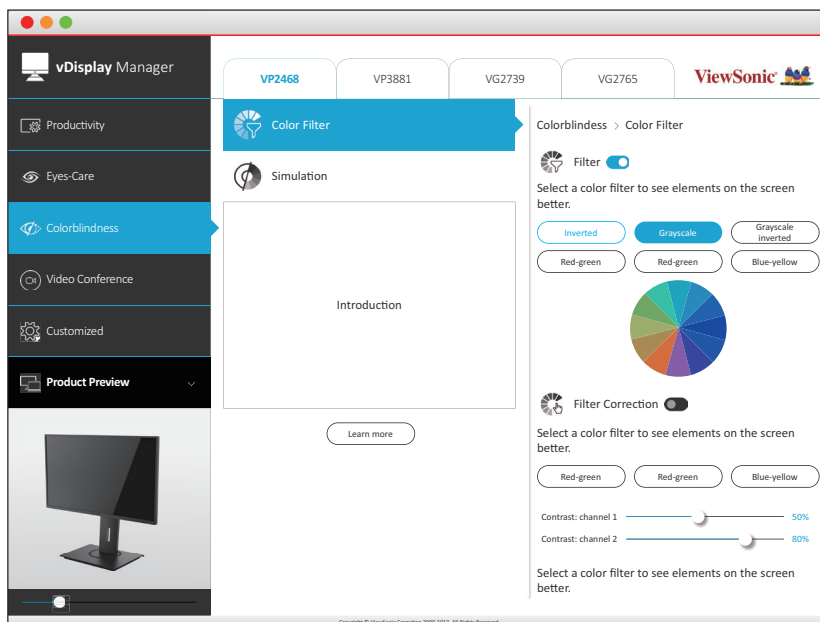 vDisplay Manager
VP2468
VP3881
VG2739
VG2765
ViewSonic
Productivity
Eyes-Care
Colorblindness
Video Conference
Customized
Product Preview
Color Filter
Simulation
Introduction
Learn more
Colorblindess > Color Filter
Filter
Select a color filter to see elements on the screen
better.
Inverted
Grayscale
Grayscale
inverted
Red-green
Red-green
Blue-yellow
Filter Correction
Select a color filter to see elements on the screen
better.
Red-green
Red-green
Blue-yellow
Contrast: channel 1
50%
Contrast: channel 2
80%
Select a color filter to see elements on the screen
better.